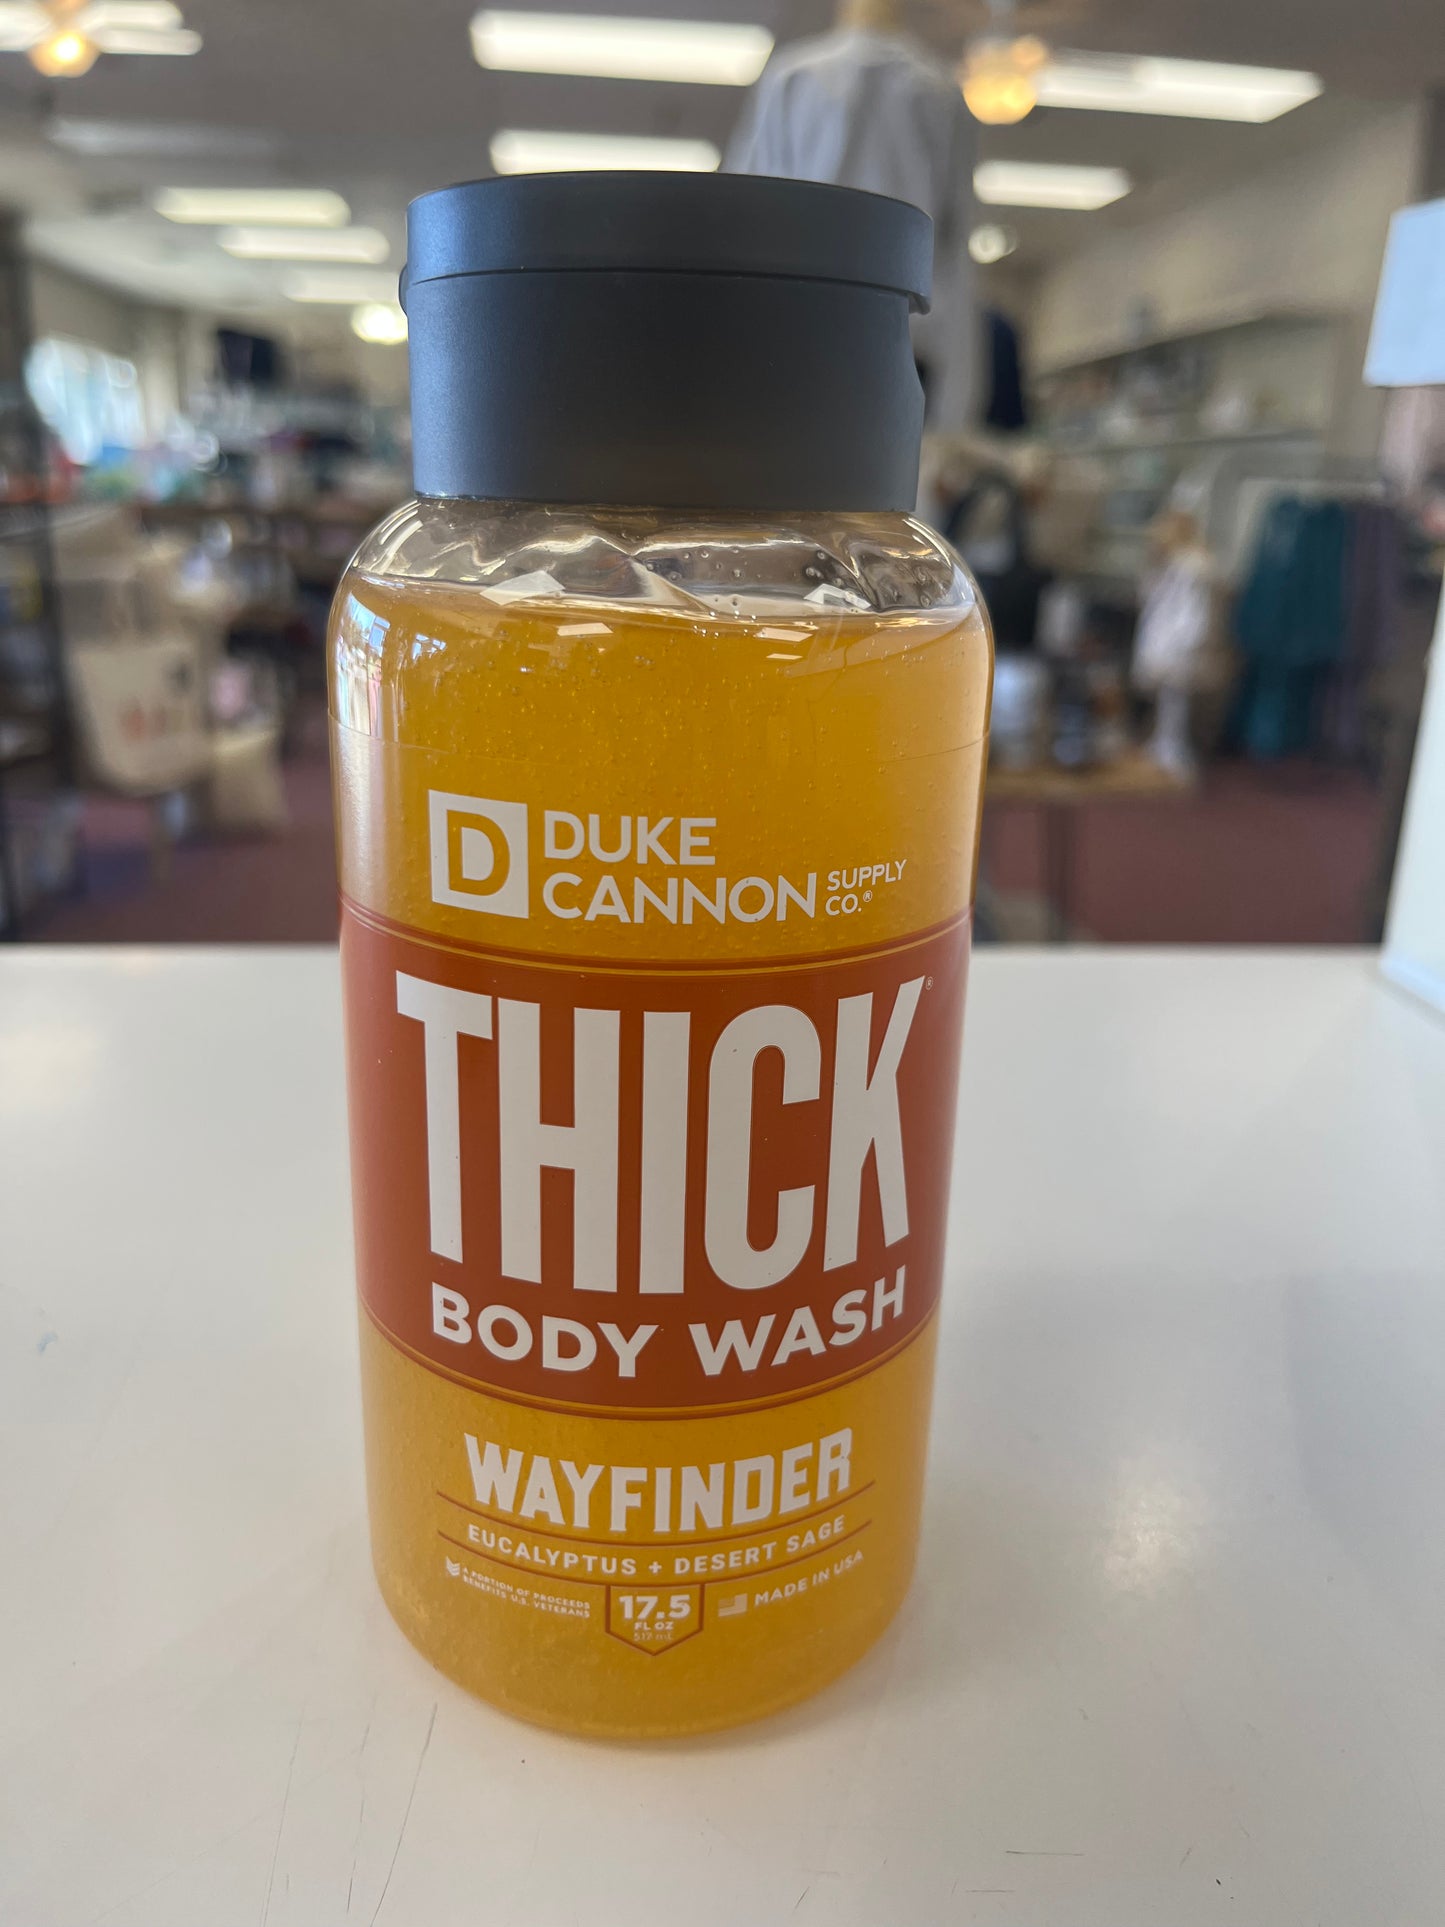 D
DUKE
CANNON SUPPLY
CO.®
THICK®
BODY WASH
WAYFINDER
EUCALYPTUS + DESERT SAGE
A PORTION OF PROCEEDS
BENEFITS U.S. VETERANS
17.5
FL OZ
517 mL
MADE IN USA